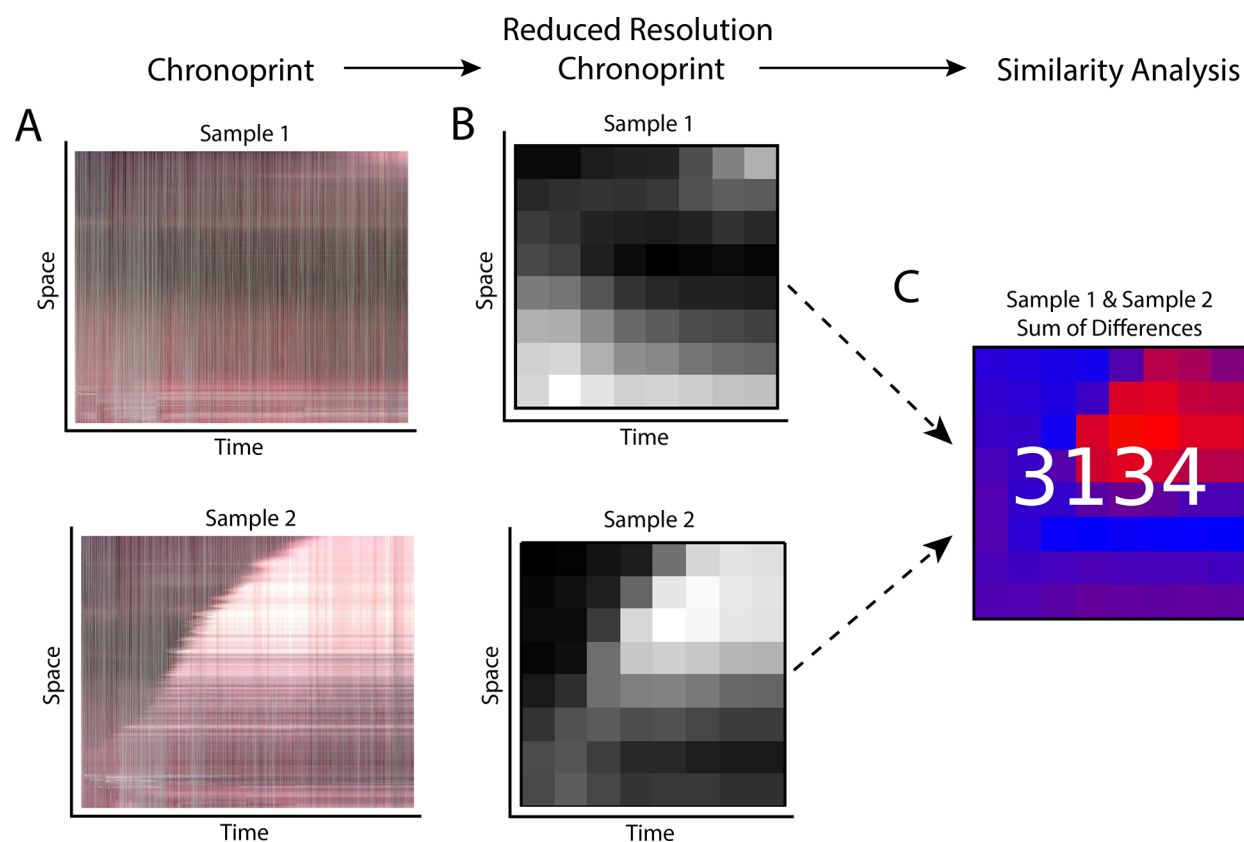 Chronoprint
Reduced Resolution
Chronoprint
Similarity Analysis
A
Sample 1
Space
Time
B
Sample 1
Space
Time
C
Sample 1 & Sample 2
Sum of Differences
3134
Sample 2
Space
Time
Sample 2
Space
Time